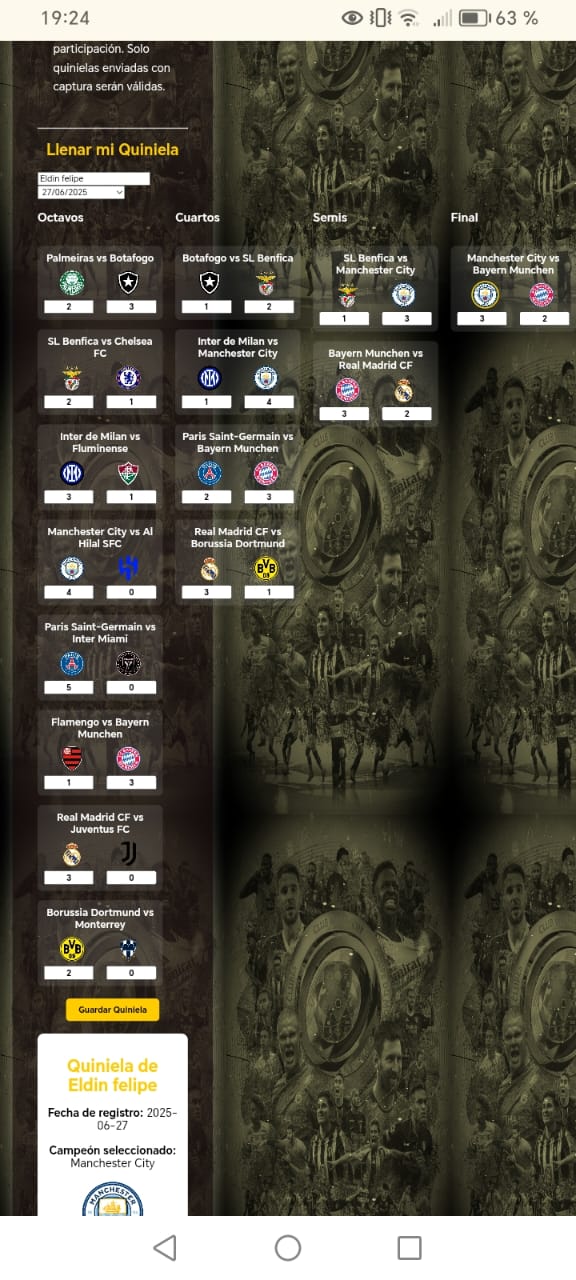 19:24
63 %
participación. Solo
quinielas enviadas con
captura serán válidas.
Llenar mi Quiniela
Eldin felipe
27/06/2025
Octavos
Palmeiras vs Botafogo
2 3
SL Benfica vs Chelsea
FC
2 1
Inter de Milan vs
Fluminense
3 1
Manchester City vs Al
Hilal SFC
4 0
Paris Saint-Germain vs
Inter Miami
5 0
Flamengo vs Bayern
Munchen
1 3
Real Madrid CF vs
Juventus FC
3 0
Borussia Dortmund vs
Monterrey
2 0
Cuartos
Botafogo vs SL Benfica
1 2
Inter de Milan vs
Manchester City
1 4
Paris Saint-Germain vs
Bayern Munchen
2 3
Real Madrid CF vs
Borussia Dortmund
BVB
09
3 1
Semis
SL Benfica vs
Manchester City
1 3
Bayern Munchen vs
Real Madrid CF
3 2
Final
Manchester City vs
Bayern Munchen
3 2
Guardar Quiniela
Quiniela de
Eldin felipe
Fecha de registro: 2025-
06-27
Campeón seleccionado:
Manchester City
MANCHESTER